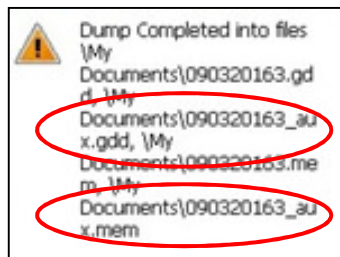 Dump Completed into files
\My
Documents\090320163.gd
d, \My
Documents\090320163_au
x.gdd, \My
Documents\090320163.me
m, \My
Documents\090320163_au
x.mem